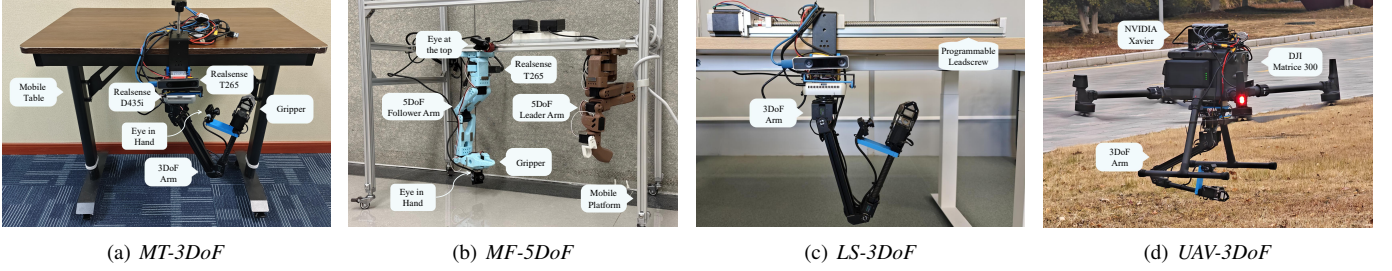 Mobile
Table
Realsense
D435i
Eye in
Hand
3DoF
Arm
Realsense
T265
Gripper
Eye at
the top
5DoF
Follower Arm
Eye in
Hand
Realsense
T265
5DoF
Leader Arm
Gripper
Mobile
Platform
3DoF
Arm
Programmable
Leadscrew
NVIDIA
Xavier
DJI
Matrice 300
3DoF
Arm
(a) MT-3DoF
(b) MF-5DoF
(c) LS-3DoF
(d) UAV-3DoF